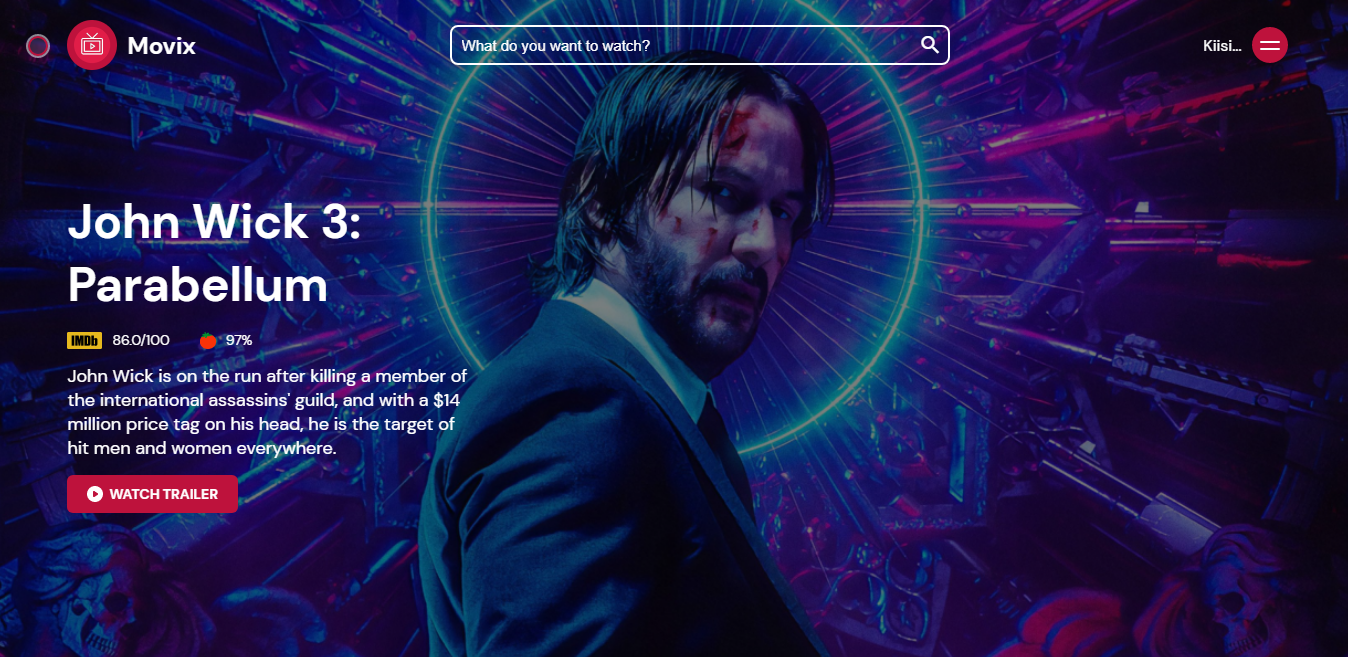 Movix
What do you want to watch?
Kiisi...
John Wick 3:
Parabellum
IMDb 86.0/100 97%
John Wick is on the run after killing a member of
the international assassins' guild, and with a $14
million price tag on his head, he is the target of
hit men and women everywhere.
WATCH TRAILER